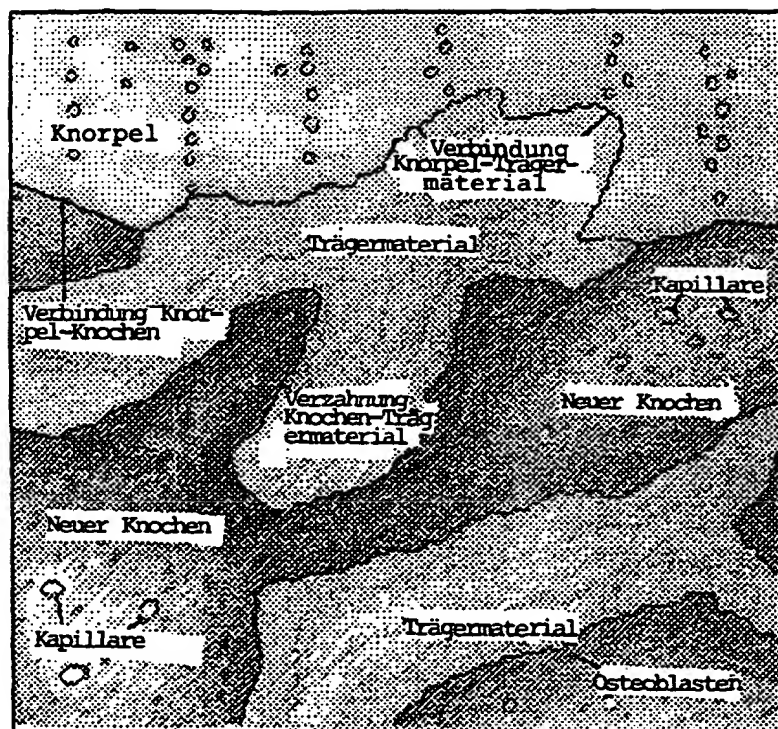 Knorpel
Verbindung
Knorpel-Träger-
material
Trägermaterial
Kapillare
Verbindung Knor-
pel-Knochen
Verzahnung
Knochen-Träg
ermaterial
Neuer Knochen
Neuer Knochen
Kapillare
Trägermaterial
Osteoblasten